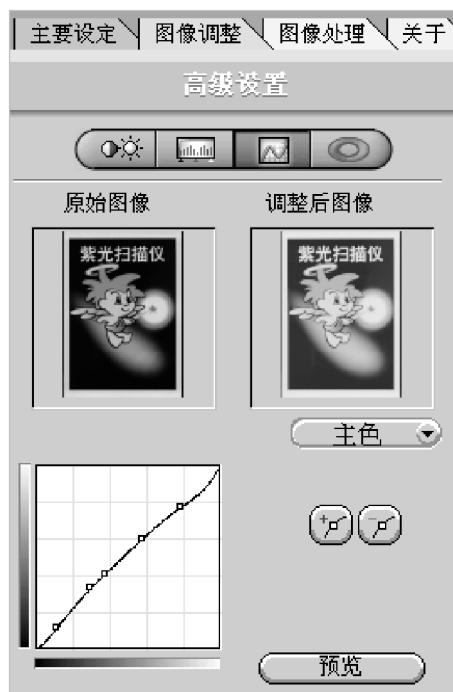 主要设定 图像调整 图像处理 关于
高级设置
原始图像 调整后图像
紫光扫描仪 紫光扫描仪
主色
预览